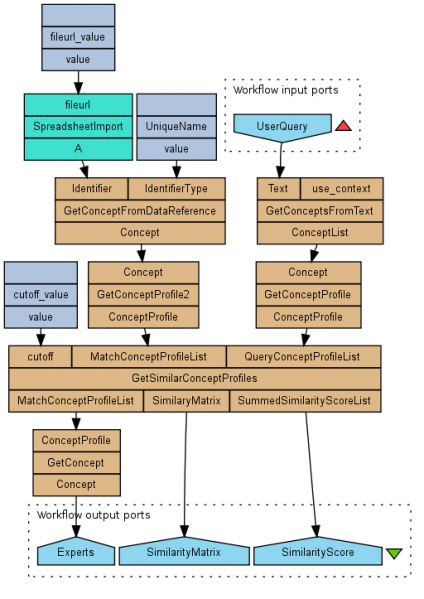 fileurl_value
value
fileurl
SpreadsheetImport
A
UniqueName
value
Workflow input ports
UserQuery
Identifier IdentifierType
GetConceptFromDataReference
Concept
Text use_context
GetConceptsFromText
ConceptList
cutoff_value
value
Concept
GetConceptProfile2
ConceptProfile
Concept
GetConceptProfile
ConceptProfile
cutoff MatchConceptProfileList QueryConceptProfileList
GetSimilarConceptProfiles
MatchConceptProfileList SimilaryMatrix SummedSimilarityScoreList
ConceptProfile
GetConcept
Concept
Workflow output ports
Experts SimilarityMatrix SimilarityScore